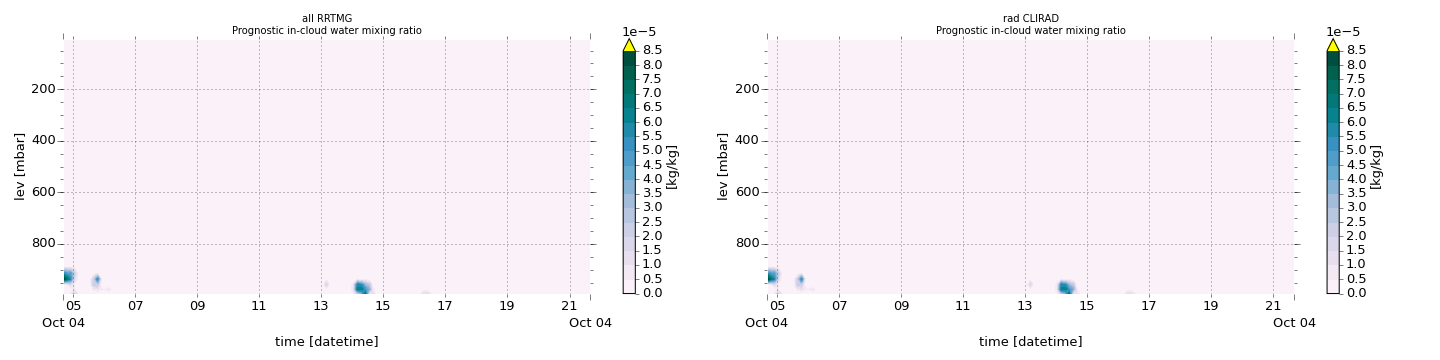 all RRTMG
Prognostic in-cloud water mixing ratio
1e−5
8.5
8.0
7.5
7.0
6.5
6.0
5.5
5.0
4.5
4.0
3.5
3.0
2.5
2.0
1.5
1.0
0.5
0.0
[kg/kg]
200
400
600
800
lev [mbar]
05 07 09 11 13 15 17 19 21
Oct 04 Oct 04
time [datetime]
rad CLIRAD
Prognostic in-cloud water mixing ratio
1e−5
8.5
8.0
7.5
7.0
6.5
6.0
5.5
5.0
4.5
4.0
3.5
3.0
2.5
2.0
1.5
1.0
0.5
0.0
[kg/kg]
200
400
600
800
lev [mbar]
05 07 09 11 13 15 17 19 21
Oct 04 Oct 04
time [datetime]